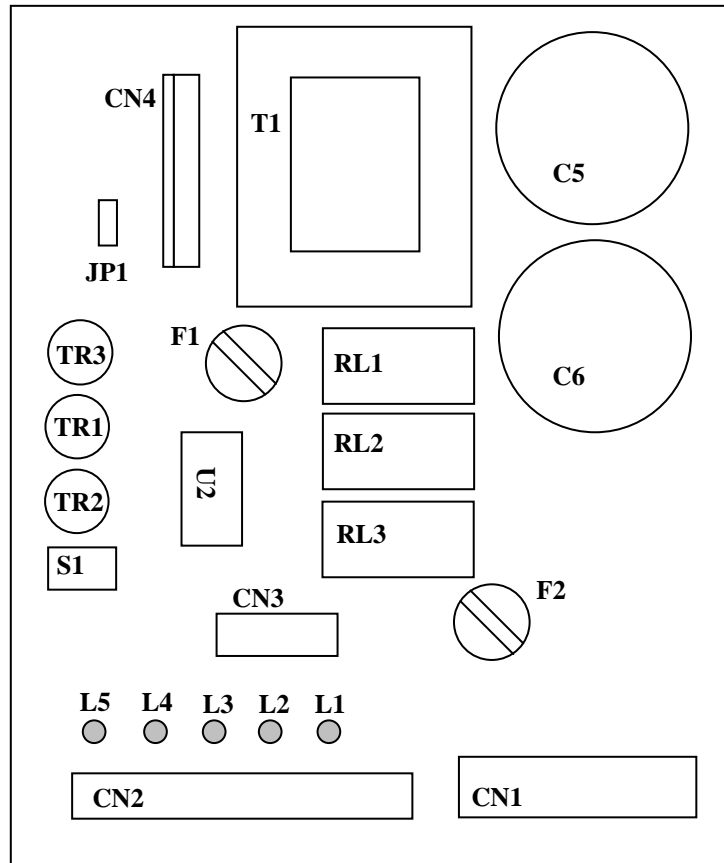 CN4
T1
C5
JP1
TR3
F1
RL1
C6
TR1
RL2
U2
TR2
RL3
S1
CN3
F2
L5 L4 L3 L2 L1
CN2
CN1